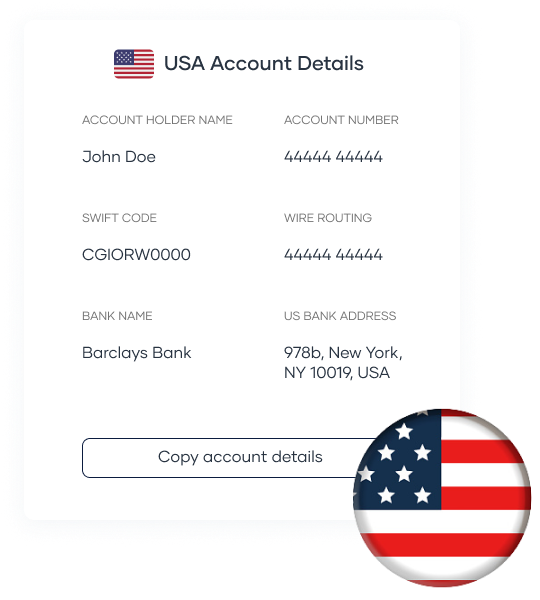 USA Account Details
ACCOUNT HOLDER NAME
John Doe
ACCOUNT NUMBER
44444 44444
SWIFT CODE
CGIORW0000
WIRE ROUTING
44444 44444
BANK NAME
Barclays Bank
US BANK ADDRESS
978b, New York,
NY 10019, USA
Copy account details